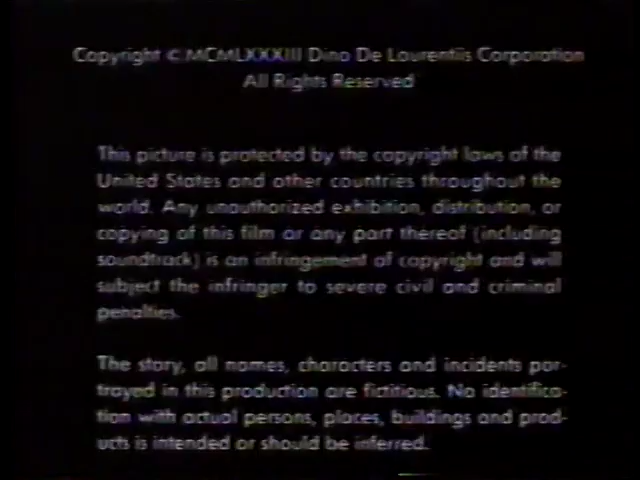 Copyright © MCMLXXXIII Dino De Laurentiis Corporation
All Rights Reserved
This picture is protected by the copyright laws of the
United States and other countries throughout the
world. Any unauthorized exhibition, distribution, or
copying of this film or any part thereof (including
soundtrack) is an infringement of copyright and will
subject the infringer to severe civil and criminal
penalties.
The story, all names, characters and incidents por-
trayed in this production are fictitious. No identifica-
tion with actual persons, places, buildings and prod-
ucts is intended or should be inferred.